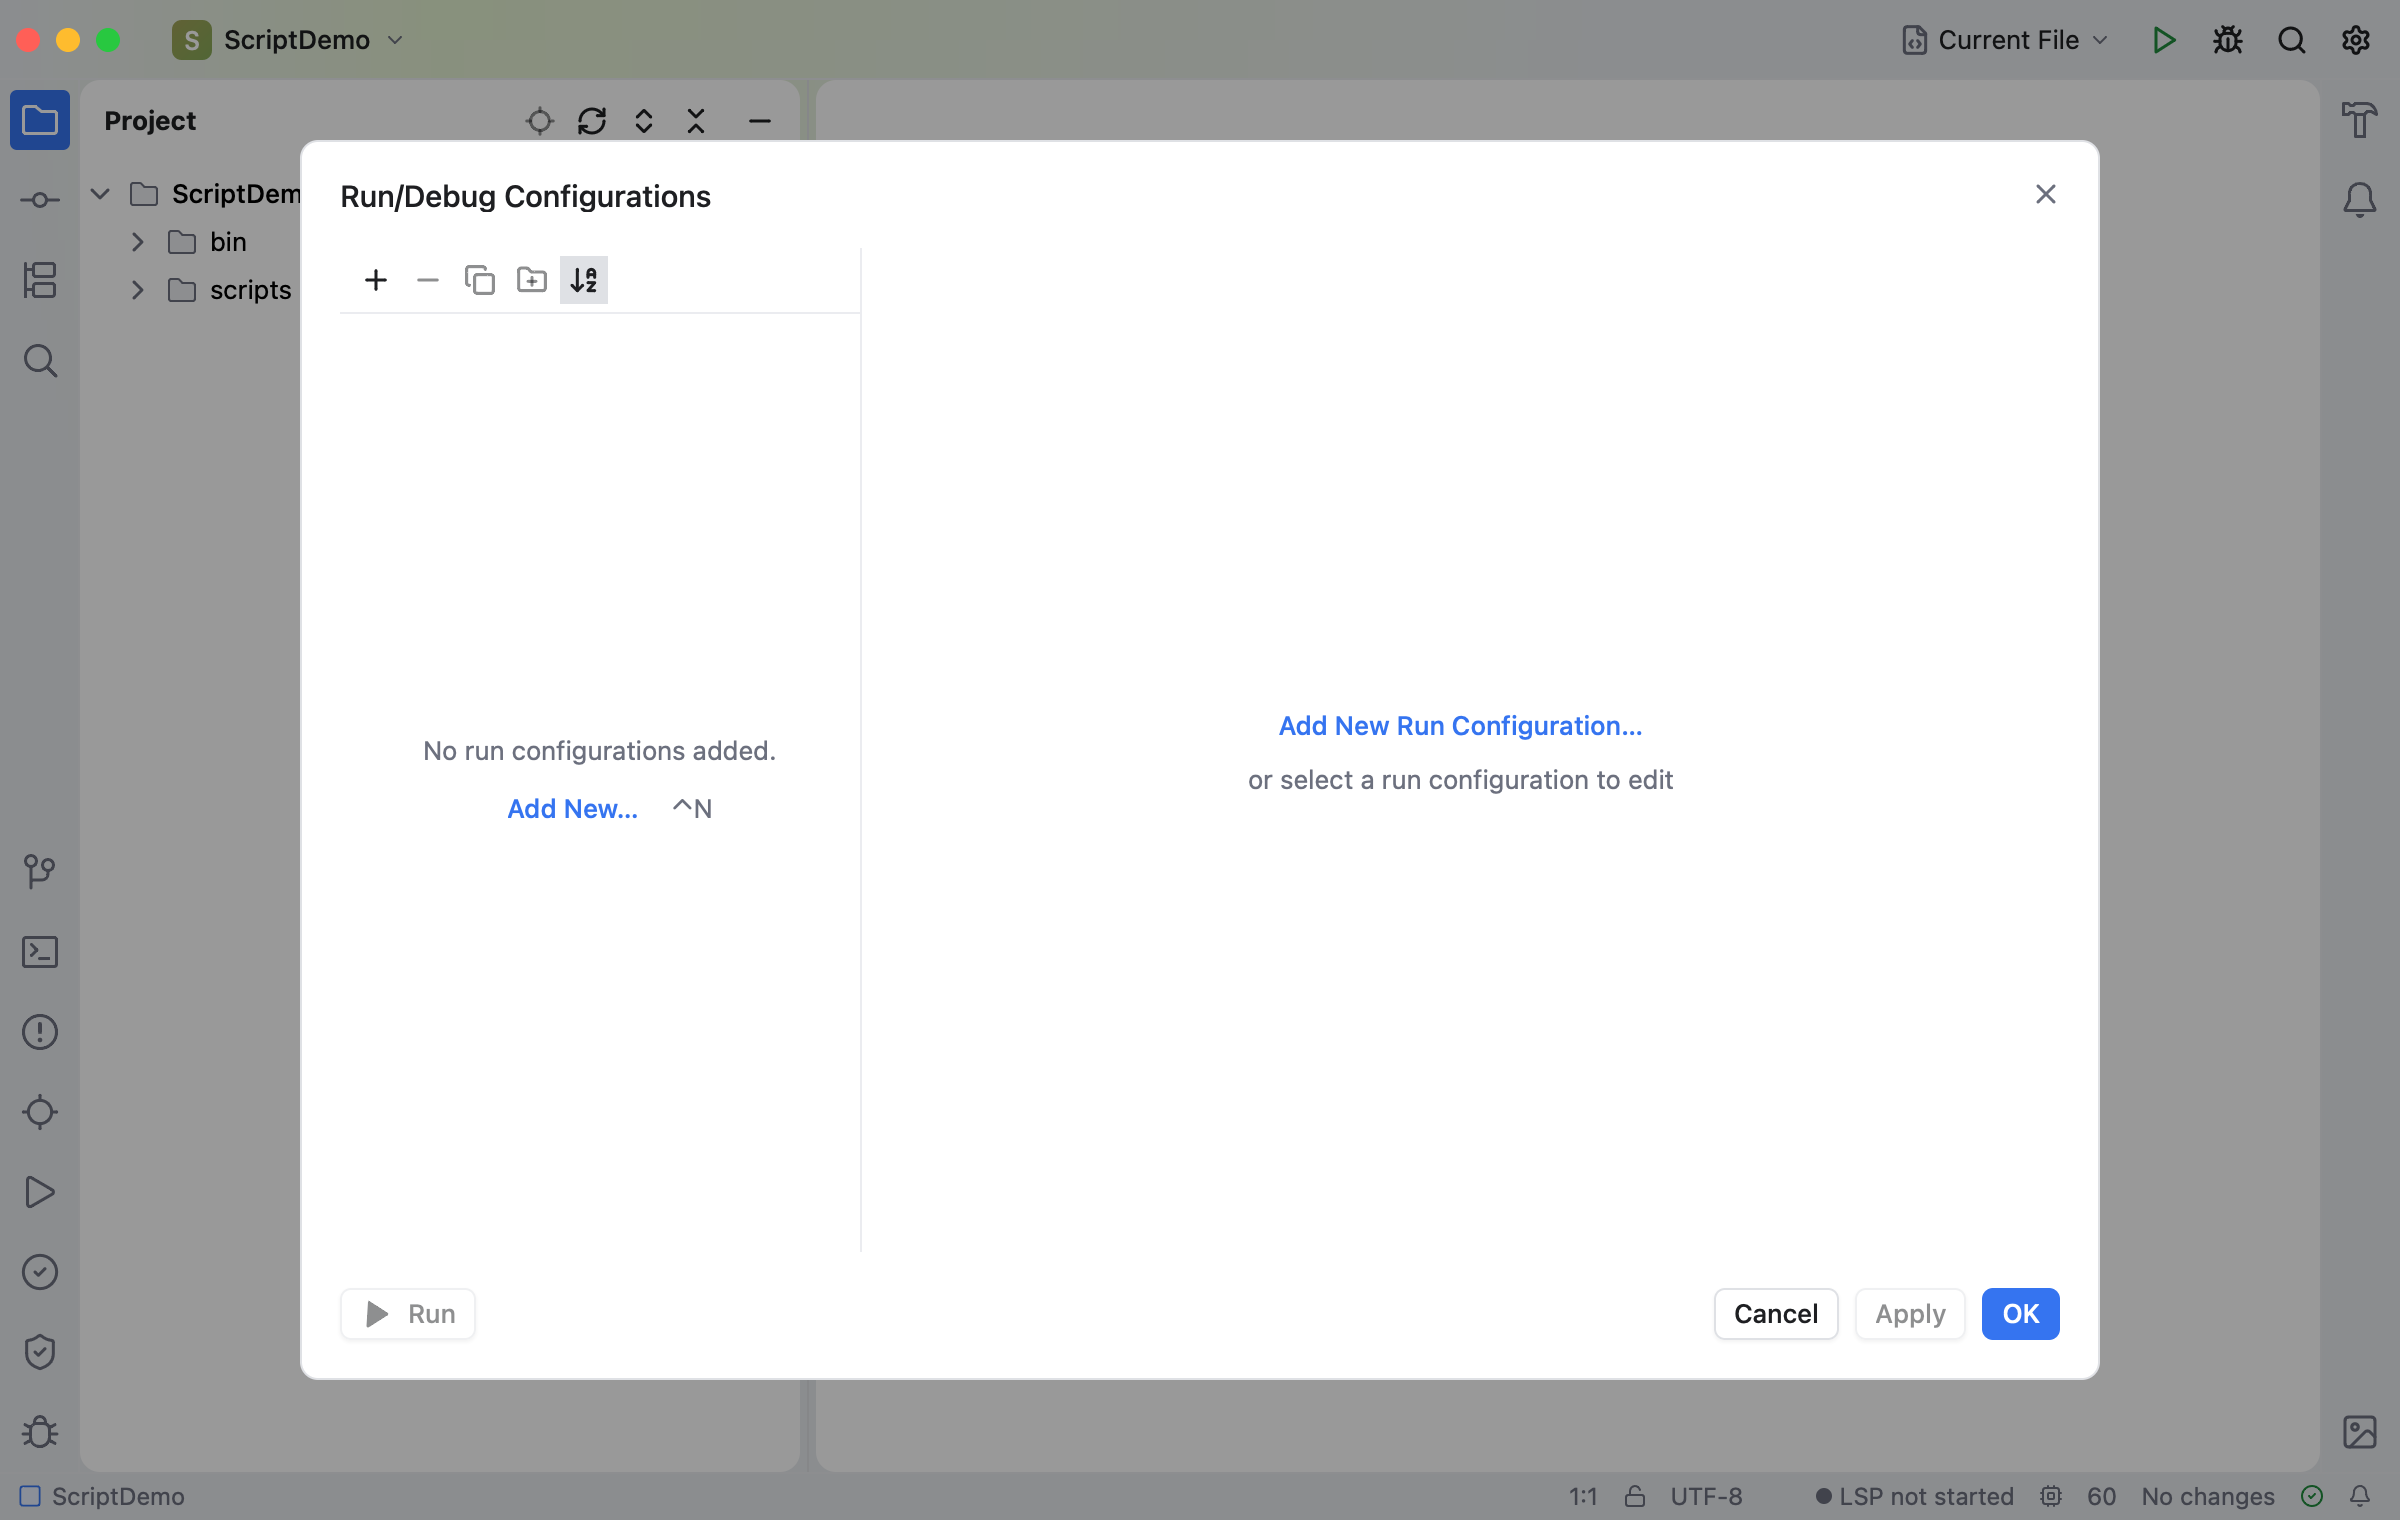 S ScriptDemo
Current File
Project
ScriptDem
bin
scripts
Run/Debug Configurations
No run configurations added.
Add New... ^N
Add New Run Configuration...
or select a run configuration to edit
Run
Cancel
Apply
OK
ScriptDemo
1:1
UTF-8
LSP not started
60
No changes